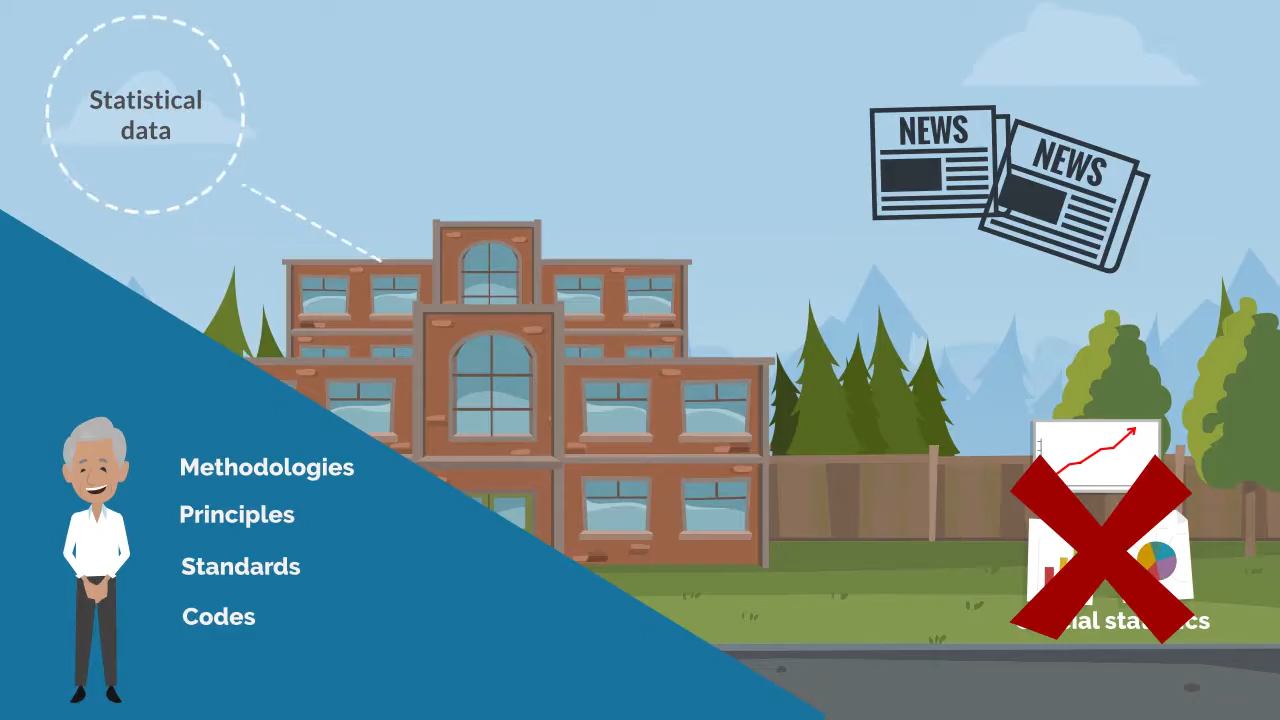 Statistical
data
NEWS
NEWS
Methodologies
Principles
Standards
Codes